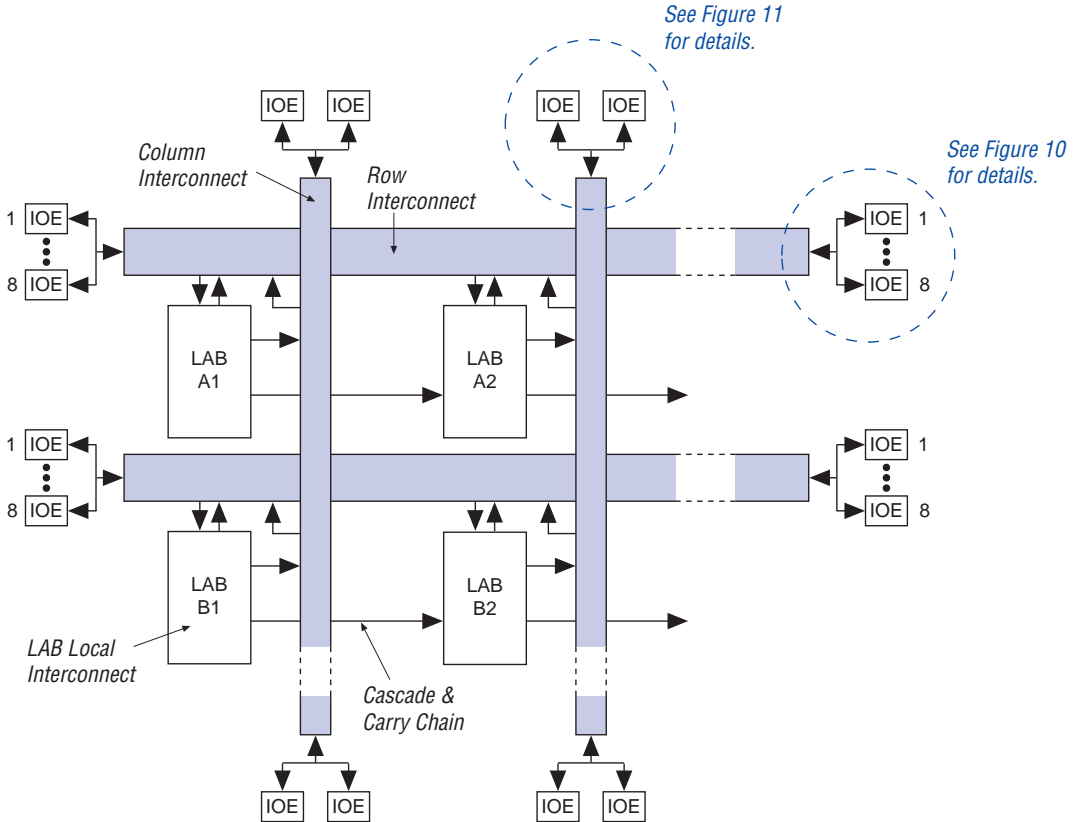 See Figure 11
for details.
IOE
IOE
IOE
IOE
Column
Interconnect
Row
Interconnect
See Figure 10
for details.
1
IOE
8
IOE
IOE
1
IOE
8
LAB
A1
LAB
A2
1
IOE
8
IOE
IOE
1
IOE
8
LAB
B1
LAB
B2
LAB Local
Interconnect
Cascade &
Carry Chain
IOE
IOE
IOE
IOE